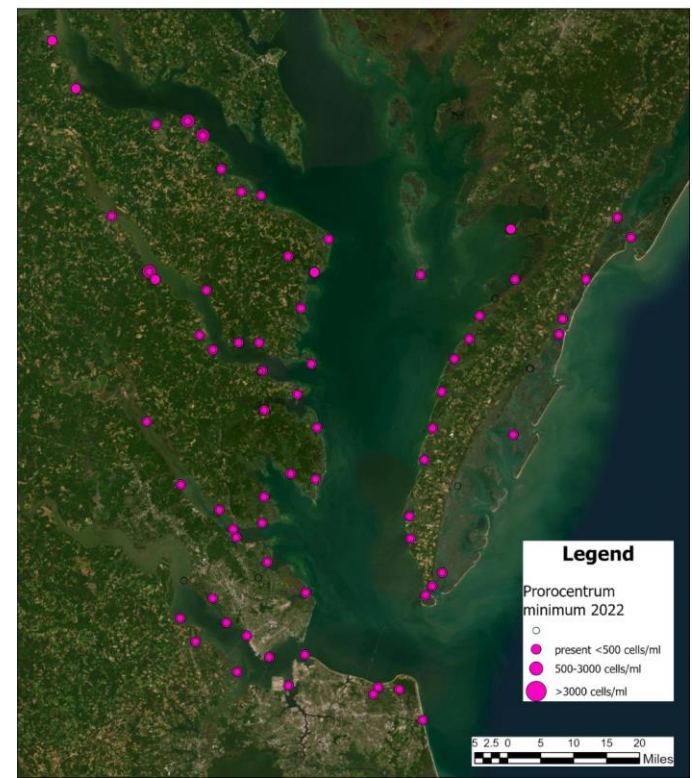 Legend
Prorocentrum
minimum 2022
present <500 cells/ml
500-3000 cells/ml
>3000 cells/ml
5 2.5 0 5 10 15 20
Miles